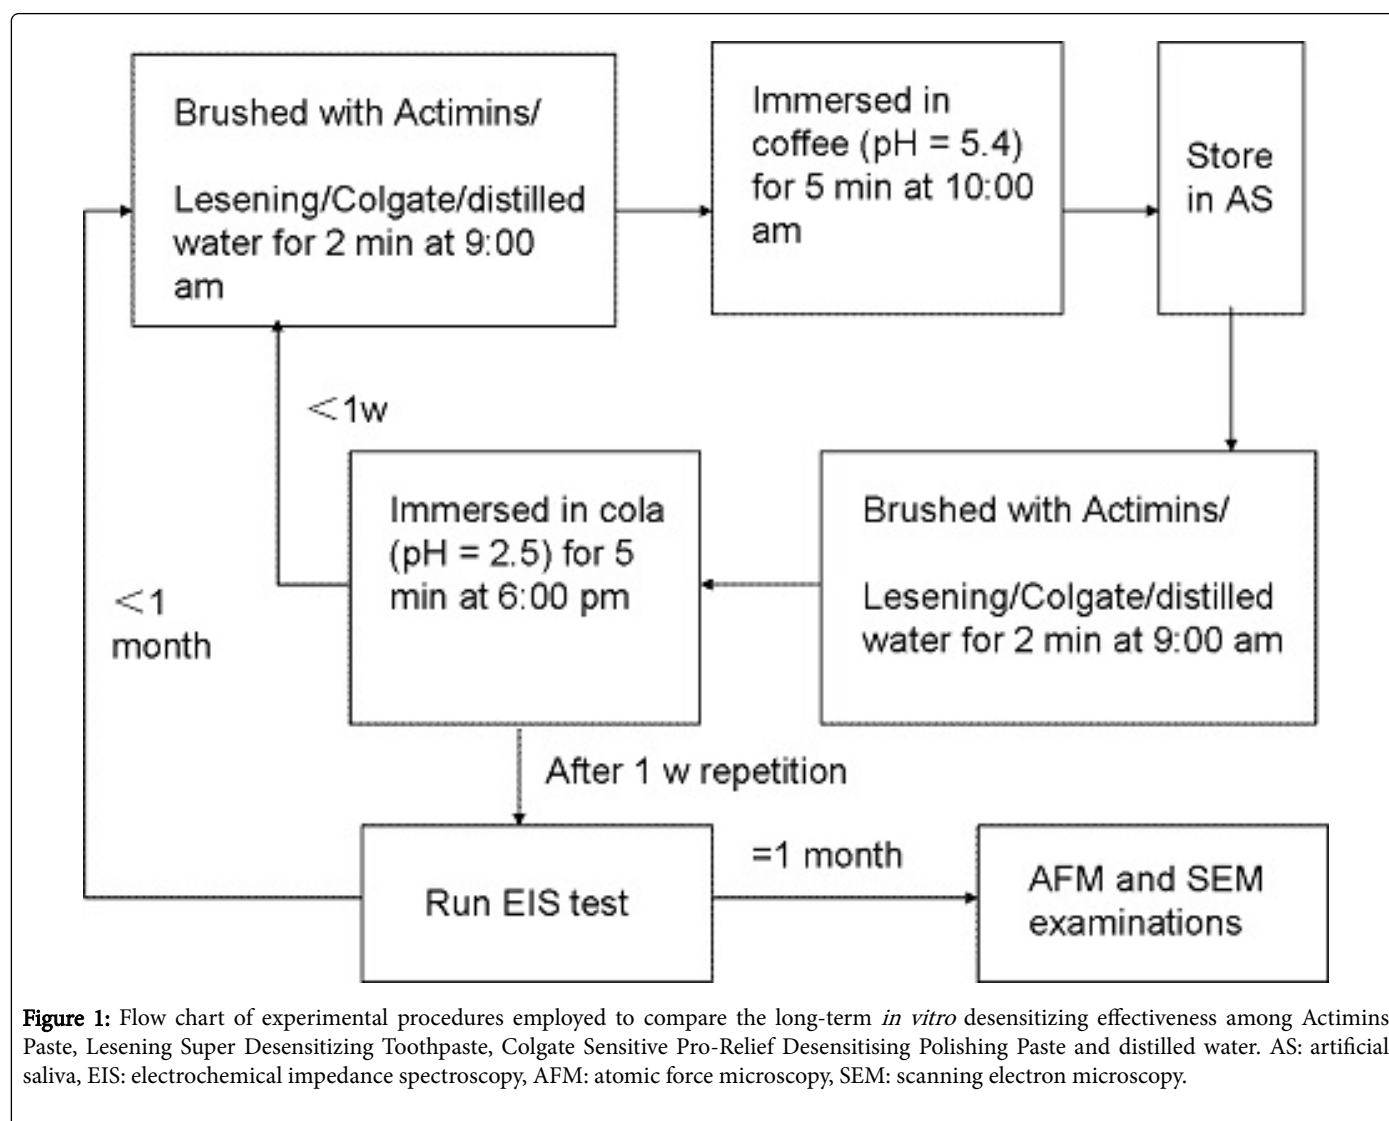 Brushed with Actimins/
Lesening/Colgate/distilled
water for 2 min at 9:00
am
Immersed in
coffee (pH = 5.4)
for 5 min at 10:00
am
Store
in AS
<1w
<1
month
Immersed in cola
(pH = 2.5) for 5
min at 6:00 pm
Brushed with Actimins/
Lesening/Colgate/distilled
water for 2 min at 9:00 am
After 1 w repetition
Run EIS test
=1 month
AFM and SEM
examinations
Figure 1: Flow chart of experimental procedures employed to compare the long-term in vitro desensitizing effectiveness among Actimins
Paste, Lesening Super Desensitizing Toothpaste, Colgate Sensitive Pro-Relief Desensitising Polishing Paste and distilled water. AS: artificial
saliva, EIS: electrochemical impedance spectroscopy, AFM: atomic force microscopy, SEM: scanning electron microscopy.